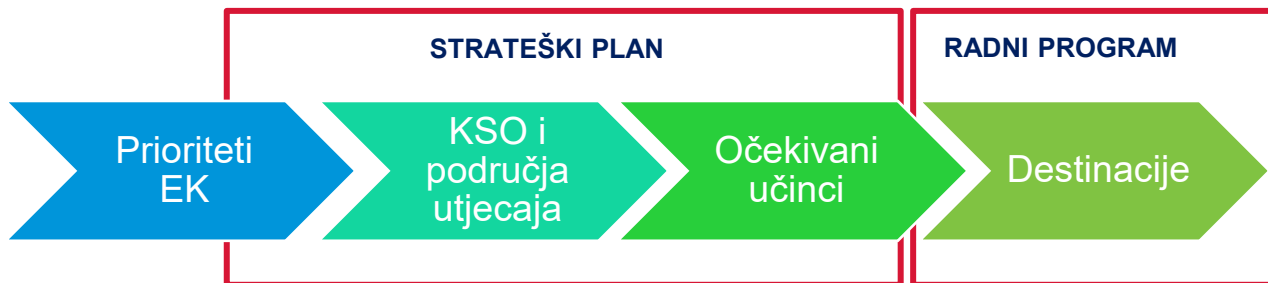 STRATEŠKI PLAN
RADNI PROGRAM
Prioriteti
EK
KSO i
područja
utjecaja
Očekivani
učinci
Destinacije